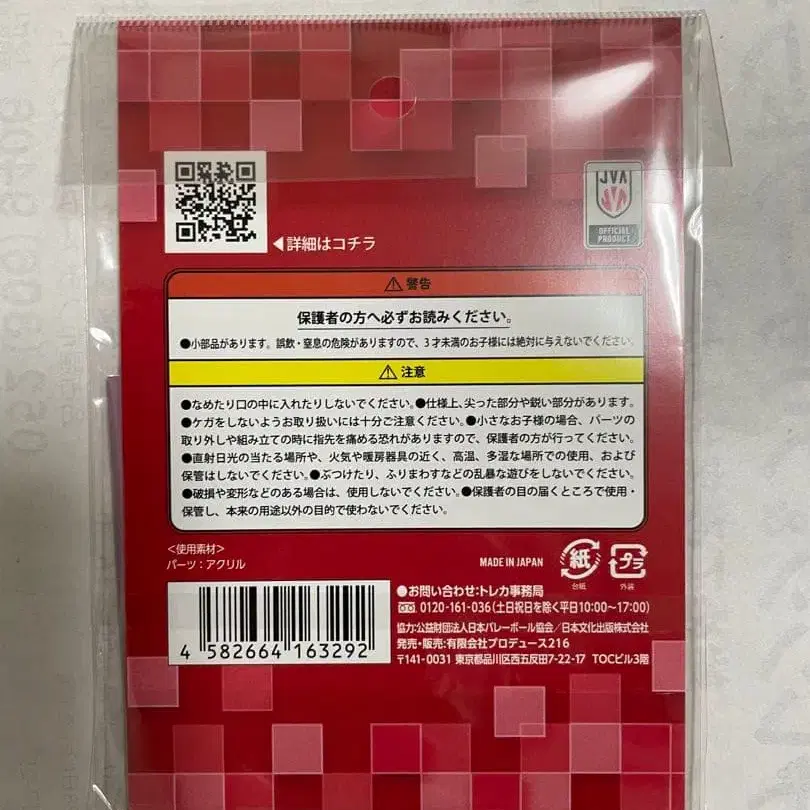 JVA
OFFICIAL
PRODUCT
◀詳細はコチラ
⚠警告
保護者の方へ必ずお読みください。
●小部品があります。誤飲・窒息の危険がありますので、3才未満のお子様には絶対に与えないでください。
⚠注意
●なめたり口の中に入れたりしないでください。●仕様上、尖った部分や鋭い部分があります。
●ケガをしないようお取り扱いには十分ご注意ください。●小さなお子様の場合、パーツの
取り外しや組み立ての時に指先を痛める恐れがありますので、保護者の方が行ってください。
●直射日光の当たる場所や、火気や暖房器具の近く、高温、多湿な場所での使用、および
保管はしないでください。●ぶつけたり、ふりまわすなどの乱暴な遊びをしないでください。
●破損や変形などのある場合は、使用しないでください。●保護者の目の届くところで使用・
保管し、本来の用途以外の目的で使わないでください。
<使用素材>
パーツ：アクリル
MADE IN JAPAN
紙
台紙
プラ
外装
4 582664 163292
●お問い合わせ：トレカ事務局
0120-161-036（土日祝日を除く平日10:00〜17:00）
協力：公益財団法人日本バレーボール協会／日本文化出版株式会社
発売・販売：有限会社プロデュース216
〒141-0031 東京都品川区西五反田7-22-17 TOCビル3階